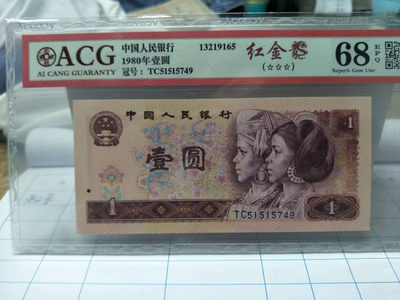 ACG
AI CANG GUARANTY
中国人民银行
1980年壹圆
冠号：TC51515749
13219165
红金龙
(☆☆☆)
68 EPQ
Superb Gem Unc
中国人民银行
1
壹圆
TC51515749
1
1